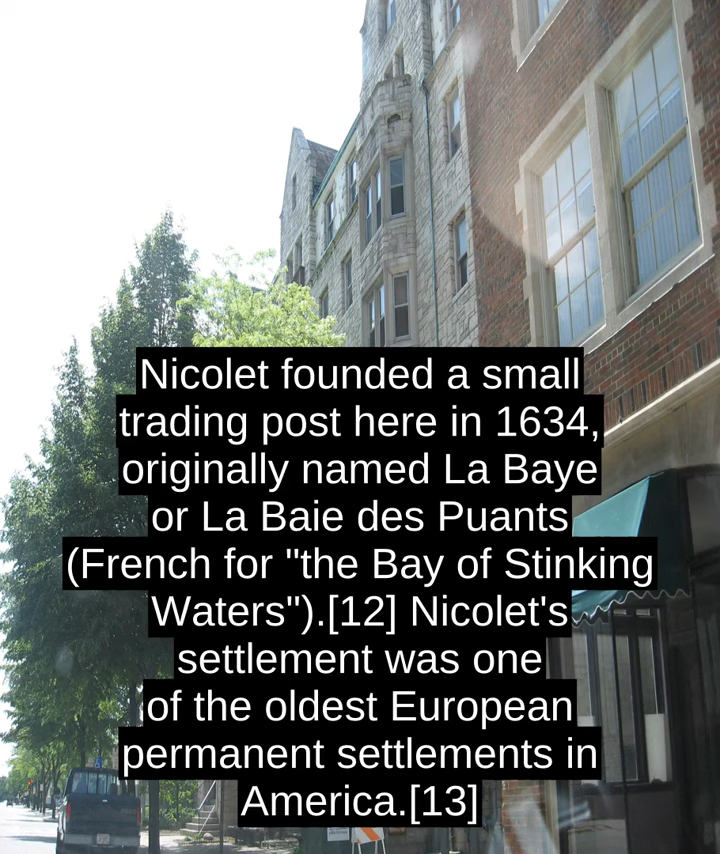 Nicolet founded a small
trading post here in 1634,
originally named La Baye
or La Baie des Puants
(French for "the Bay of Stinking
Waters").[12] Nicolet's
settlement was one
of the oldest European
permanent settlements in
America.[13]